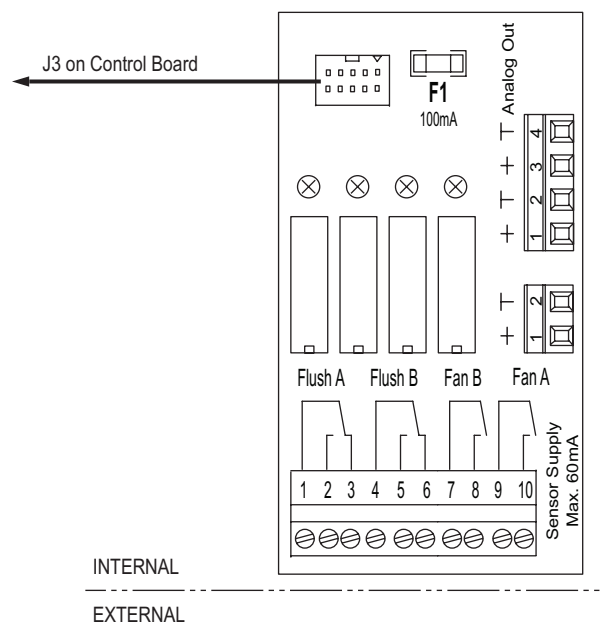 J3 on Control Board
F1
100mA
Analog Out
4
3
2
1
2
1
Flush A Flush B Fan B Fan A
1 2 3 4 5 6 7 8 9 10
Sensor Supply
Max. 60mA
INTERNAL
EXTERNAL